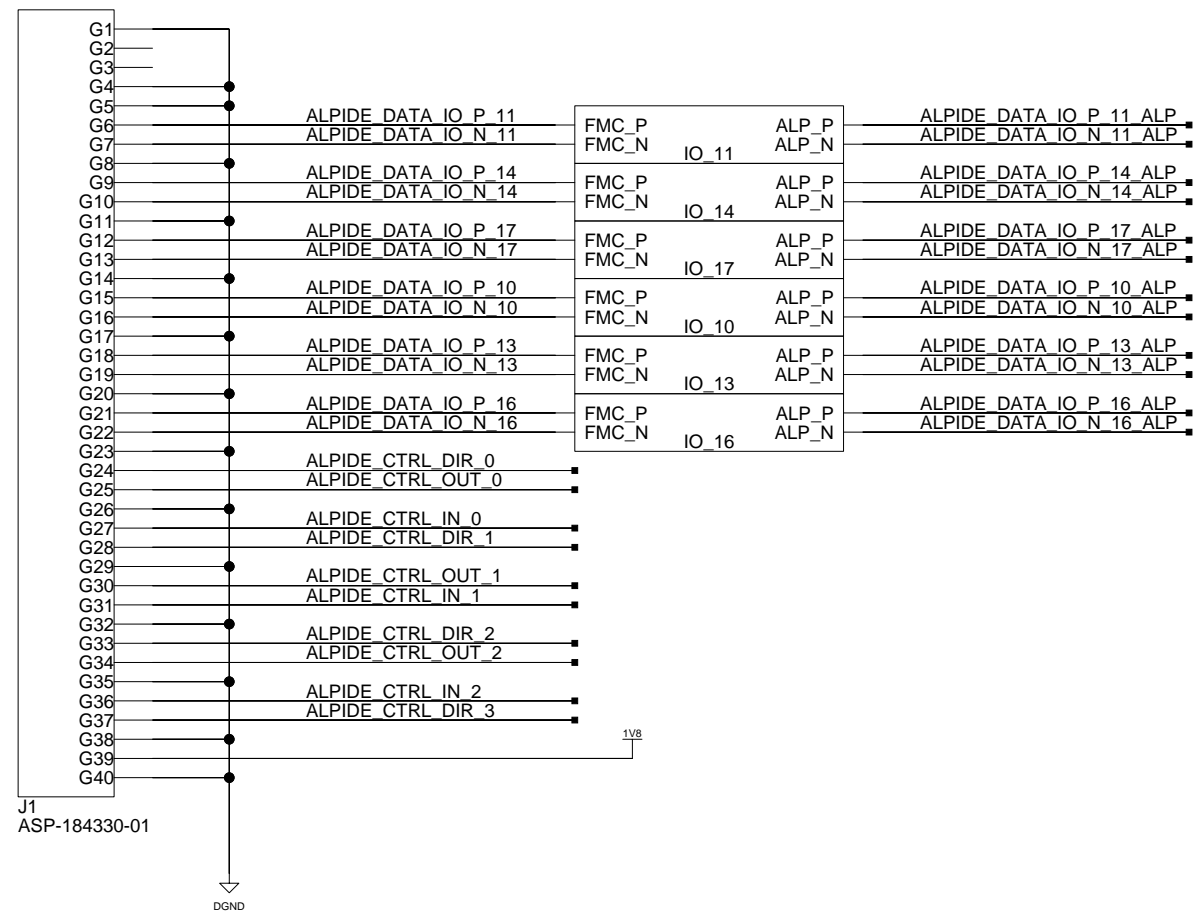 G1
G2
G3
G4
G5
G6 ALPIDE_DATA_IO_P_11 FMC_P ALP_P ALPIDE_DATA_IO_P_11_ALP
G7 ALPIDE_DATA_IO_N_11 FMC_N ALP_N ALPIDE_DATA_IO_N_11_ALP
IO_11
G8
G9 ALPIDE_DATA_IO_P_14 FMC_P ALP_P ALPIDE_DATA_IO_P_14_ALP
G10 ALPIDE_DATA_IO_N_14 FMC_N ALP_N ALPIDE_DATA_IO_N_14_ALP
IO_14
G11
G12 ALPIDE_DATA_IO_P_17 FMC_P ALP_P ALPIDE_DATA_IO_P_17_ALP
G13 ALPIDE_DATA_IO_N_17 FMC_N ALP_N ALPIDE_DATA_IO_N_17_ALP
IO_17
G14
G15 ALPIDE_DATA_IO_P_10 FMC_P ALP_P ALPIDE_DATA_IO_P_10_ALP
G16 ALPIDE_DATA_IO_N_10 FMC_N ALP_N ALPIDE_DATA_IO_N_10_ALP
IO_10
G17
G18 ALPIDE_DATA_IO_P_13 FMC_P ALP_P ALPIDE_DATA_IO_P_13_ALP
G19 ALPIDE_DATA_IO_N_13 FMC_N ALP_N ALPIDE_DATA_IO_N_13_ALP
IO_13
G20
G21 ALPIDE_DATA_IO_P_16 FMC_P ALP_P ALPIDE_DATA_IO_P_16_ALP
G22 ALPIDE_DATA_IO_N_16 FMC_N ALP_N ALPIDE_DATA_IO_N_16_ALP
IO_16
G23
G24 ALPIDE_CTRL_DIR_0
G25 ALPIDE_CTRL_OUT_0
G26
G27 ALPIDE_CTRL_IN_0
G28 ALPIDE_CTRL_DIR_1
G29
G30 ALPIDE_CTRL_OUT_1
G31 ALPIDE_CTRL_IN_1
G32
G33 ALPIDE_CTRL_DIR_2
G34 ALPIDE_CTRL_OUT_2
G35
G36 ALPIDE_CTRL_IN_2
G37 ALPIDE_CTRL_DIR_3
G38
G39 1V8
G40
J1
ASP-184330-01
DGND